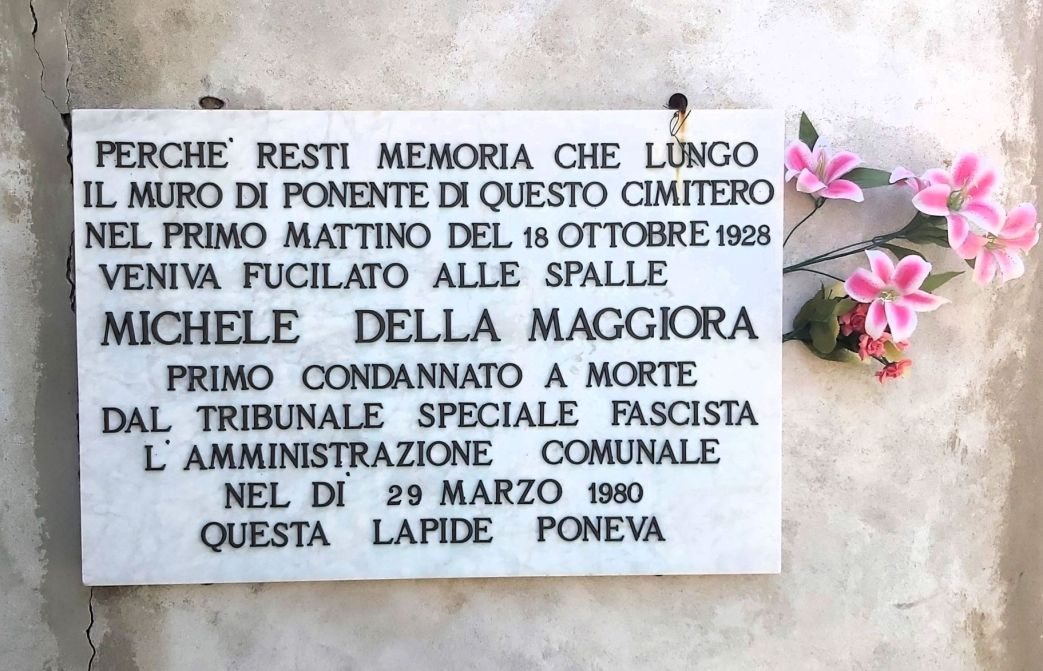 PERCHE' RESTI MEMORIA CHE LUNGO
IL MURO DI PONENTE DI QUESTO CIMITERO
NEL PRIMO MATTINO DEL 18 OTTOBRE 1928
VENIVA FUCILATO ALLE SPALLE
MICHELE DELLA MAGGIORA
PRIMO CONDANNATO A MORTE
DAL TRIBUNALE SPECIALE FASCISTA
L'AMMINISTRAZIONE COMUNALE
NEL DI' 29 MARZO 1980
QUESTA LAPIDE PONEVA